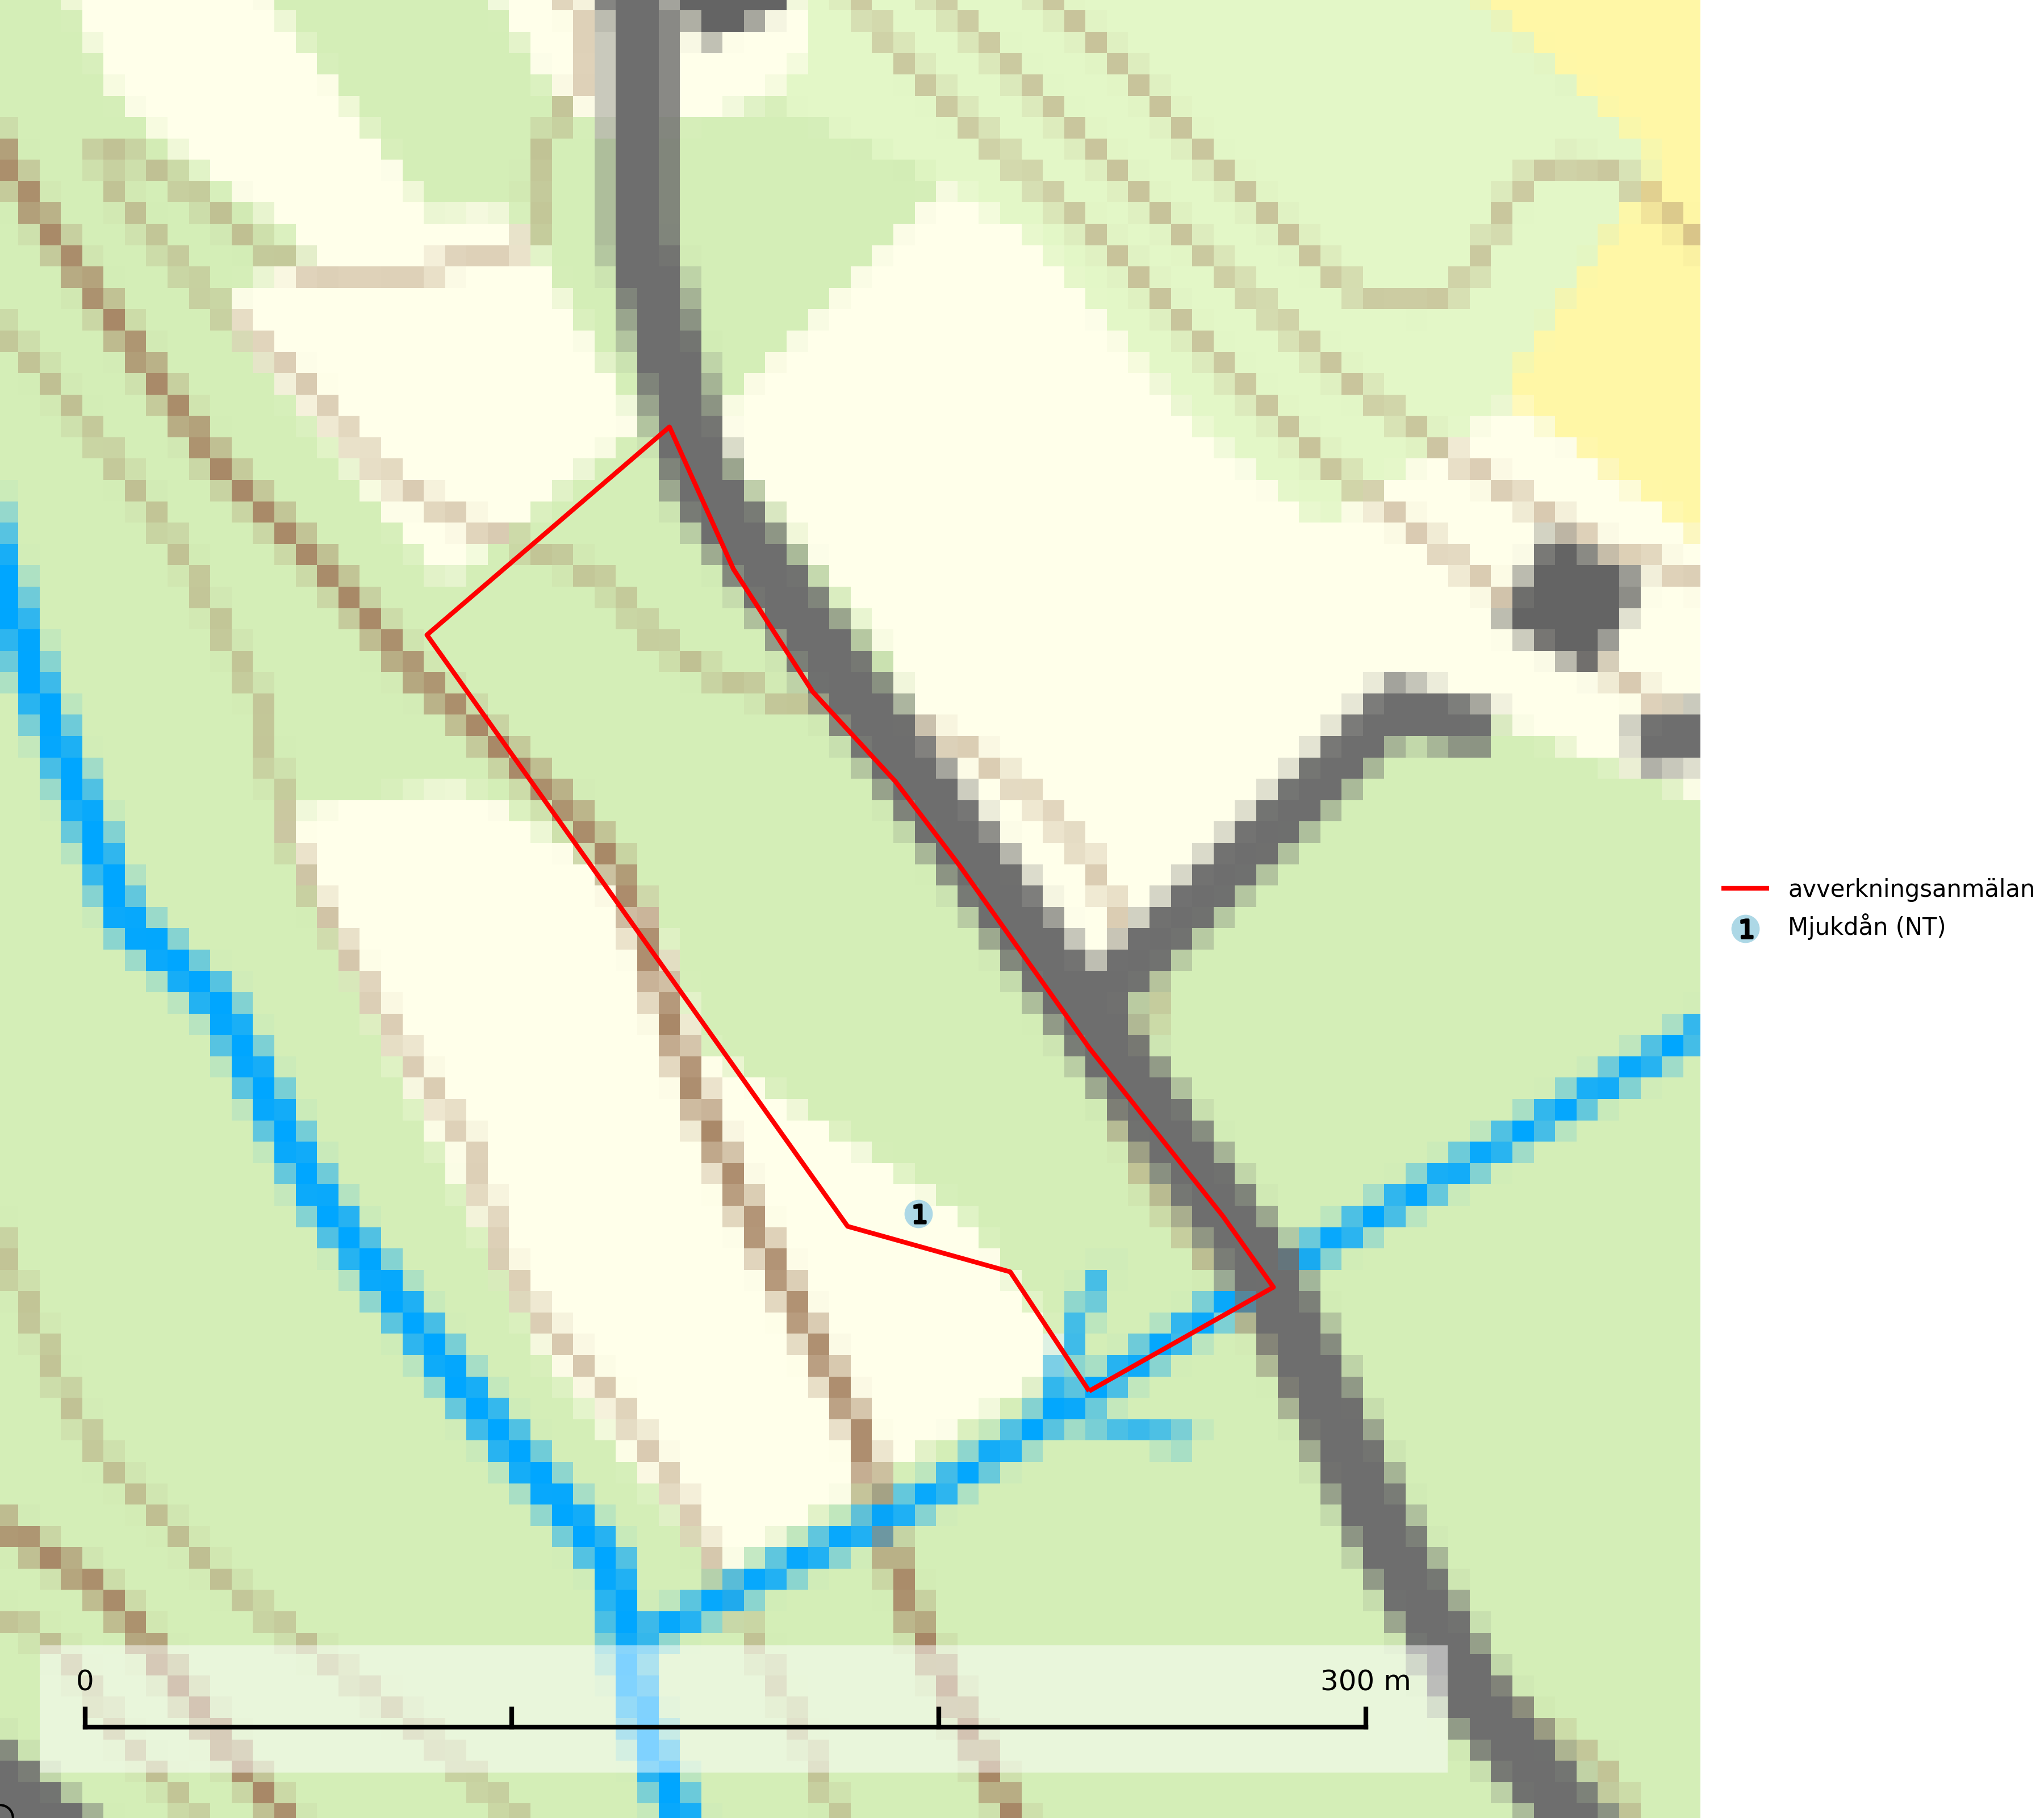 avverkningsanmälan
1 Mjukdån (NT)
1
0 300 m